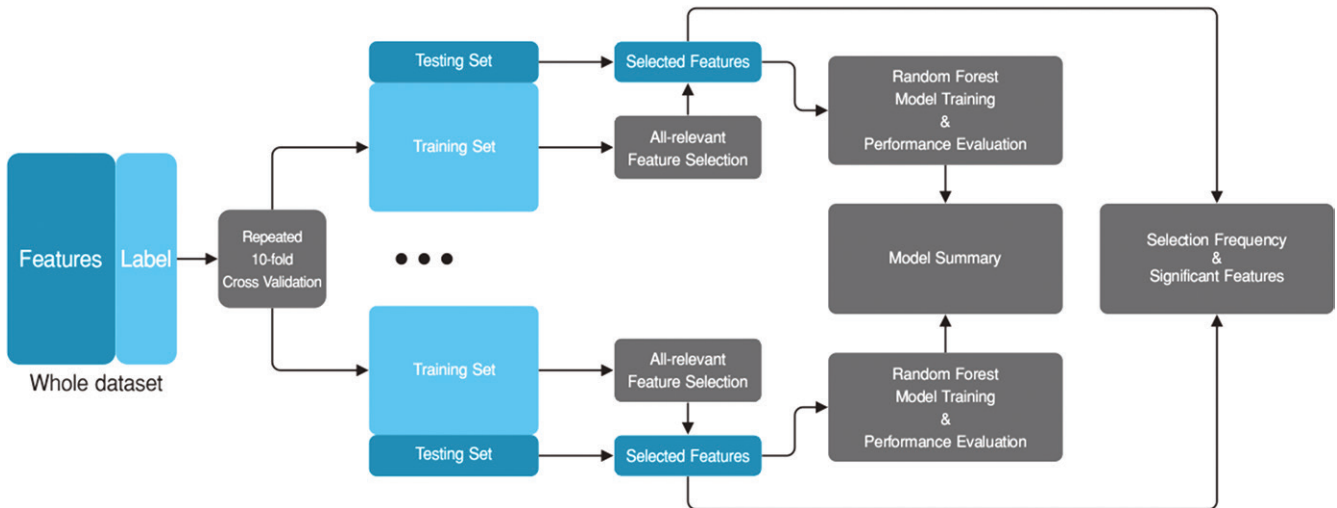 Features
Label
Whole dataset
Repeated
10-fold
Cross Validation
Testing Set
Training Set
Selected Features
All-relevant
Feature Selection
Random Forest
Model Training
&
Performance Evaluation
Model Summary
Selection Frequency
&
Significant Features
Training Set
Testing Set
All-relevant
Feature Selection
Selected Features
Random Forest
Model Training
&
Performance Evaluation